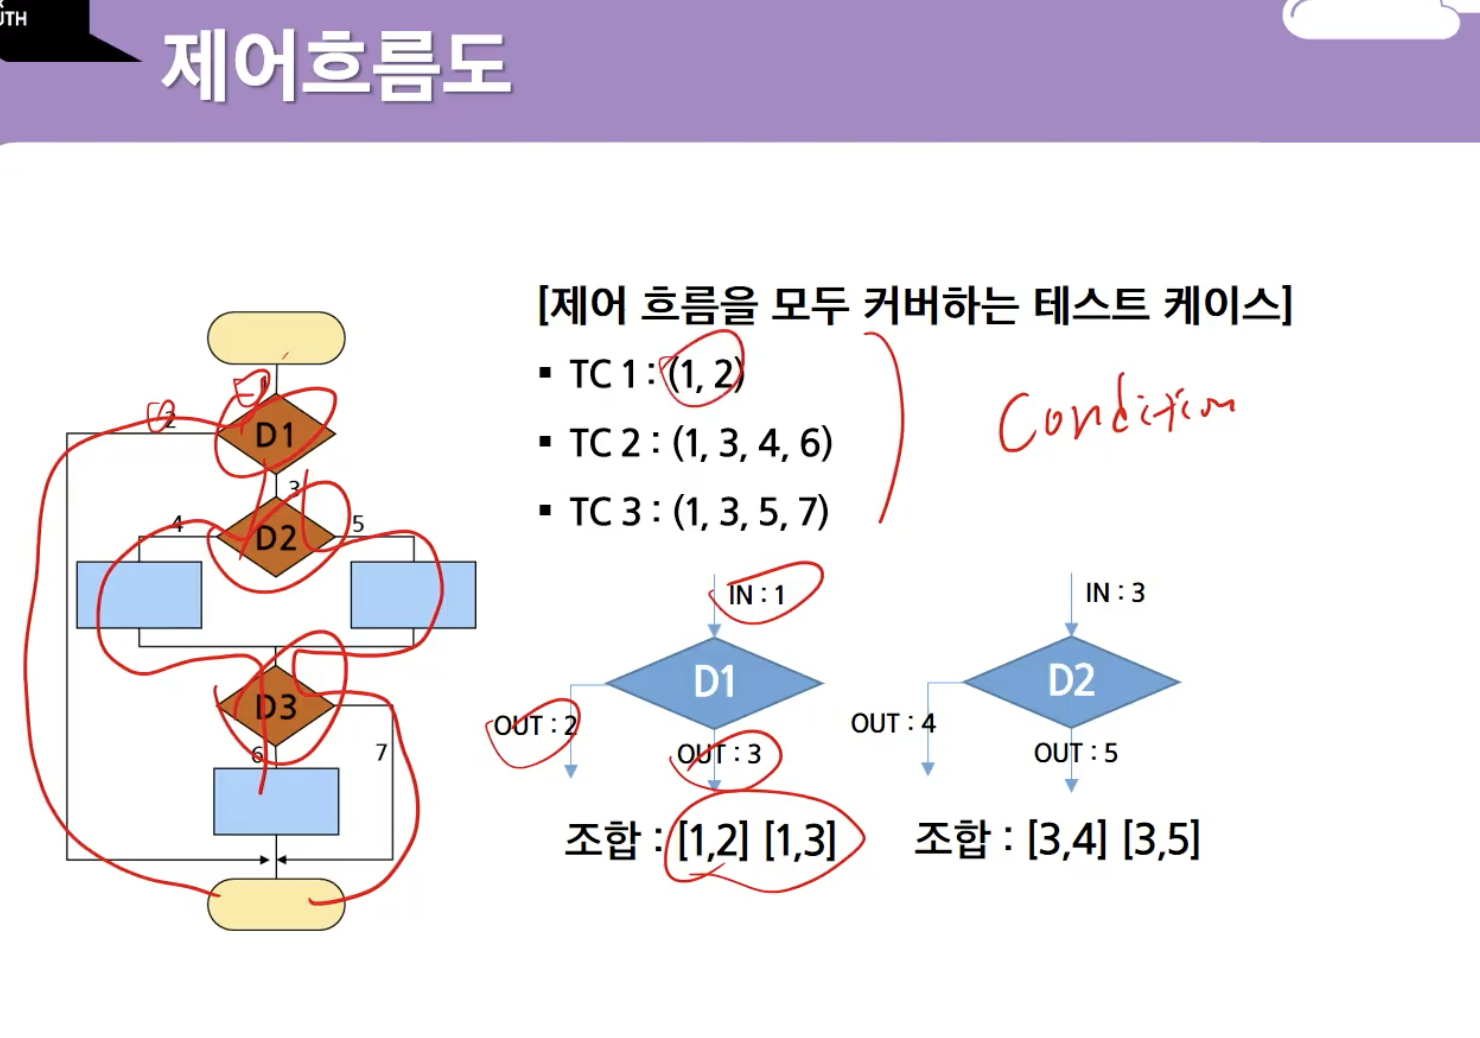 UTH
제어흐름도
[제어 흐름을 모두 커버하는 테스트 케이스]
▪ TC 1 : (1, 2)
▪ TC 2 : (1, 3, 4, 6)
▪ TC 3 : (1, 3, 5, 7)
Condition
1
2
D1
3
4
D2
5
D3
6
7
IN : 1
D1
OUT : 2
OUT : 3
조합 : [1,2] [1,3]
IN : 3
D2
OUT : 4
OUT : 5
조합 : [3,4] [3,5]